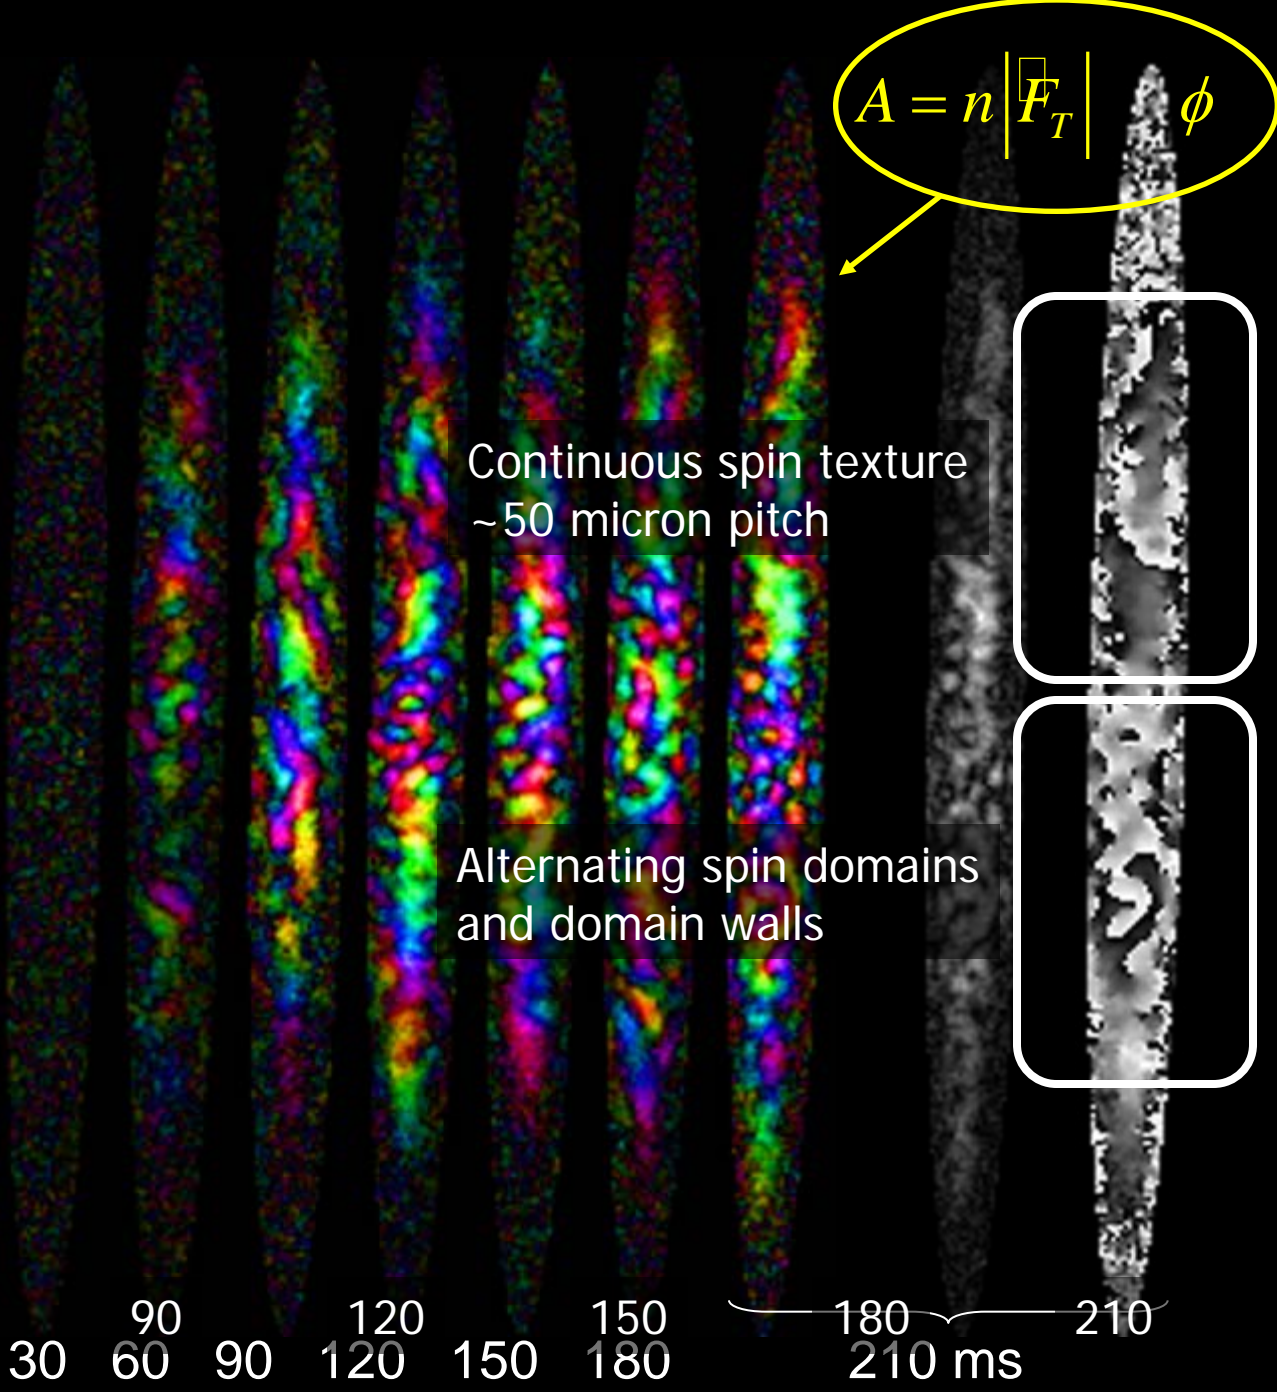 A = n|F_T| ϕ
Continuous spin texture
~50 micron pitch
Alternating spin domains
and domain walls
90 120 150 180 210
30 60 90 120 150 180 210 ms